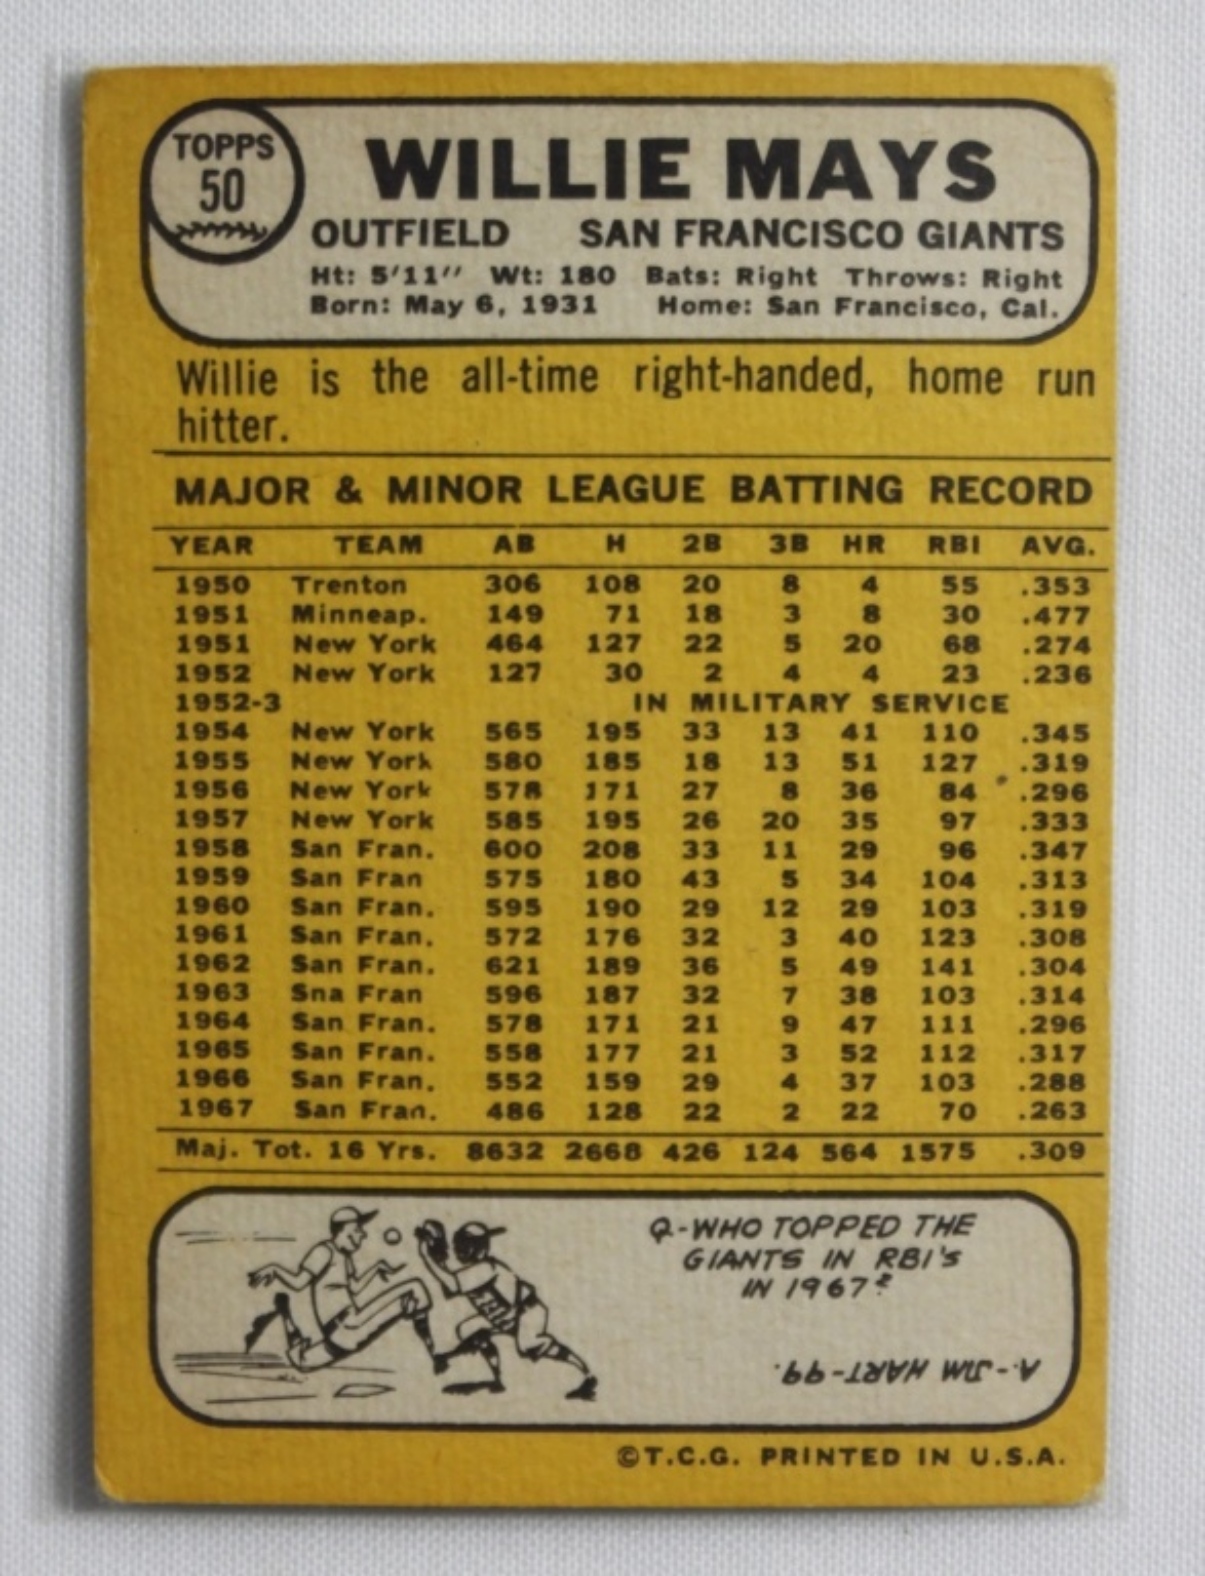 TOPPS
50
WILLIE MAYS
OUTFIELD SAN FRANCISCO GIANTS
Ht: 5'11" Wt: 180 Bats: Right Throws: Right
Born: May 6, 1931 Home: San Francisco, Cal.
Willie is the all-time right-handed, home run
hitter.
MAJOR & MINOR LEAGUE BATTING RECORD
YEAR TEAM AB H 2B 3B HR RBI AVG.
1950 Trenton 306 108 20 8 4 55 .353
1951 Minneap. 149 71 18 3 8 30 .477
1951 New York 464 127 22 5 20 68 .274
1952 New York 127 30 2 4 4 23 .236
1952-3 IN MILITARY SERVICE
1954 New York 565 195 33 13 41 110 .345
1955 New York 580 185 18 13 51 127 .319
1956 New York 578 171 27 8 36 84 .296
1957 New York 585 195 26 20 35 97 .333
1958 San Fran. 600 208 33 11 29 96 .347
1959 San Fran 575 180 43 5 34 104 .313
1960 San Fran. 595 190 29 12 29 103 .319
1961 San Fran. 572 176 32 3 40 123 .308
1962 San Fran. 621 189 36 5 49 141 .304
1963 Sna Fran 596 187 32 7 38 103 .314
1964 San Fran. 578 171 21 9 47 111 .296
1965 San Fran. 558 177 21 3 52 112 .317
1966 San Fran. 552 159 29 4 37 103 .288
1967 San Fran. 486 128 22 2 22 70 .263
Maj. Tot. 16 Yrs. 8632 2668 426 124 564 1575 .309
Q-WHO TOPPED THE
GIANTS IN RBI's
IN 1967?
A-JIM HART-99.
©T.C.G. PRINTED IN U.S.A.